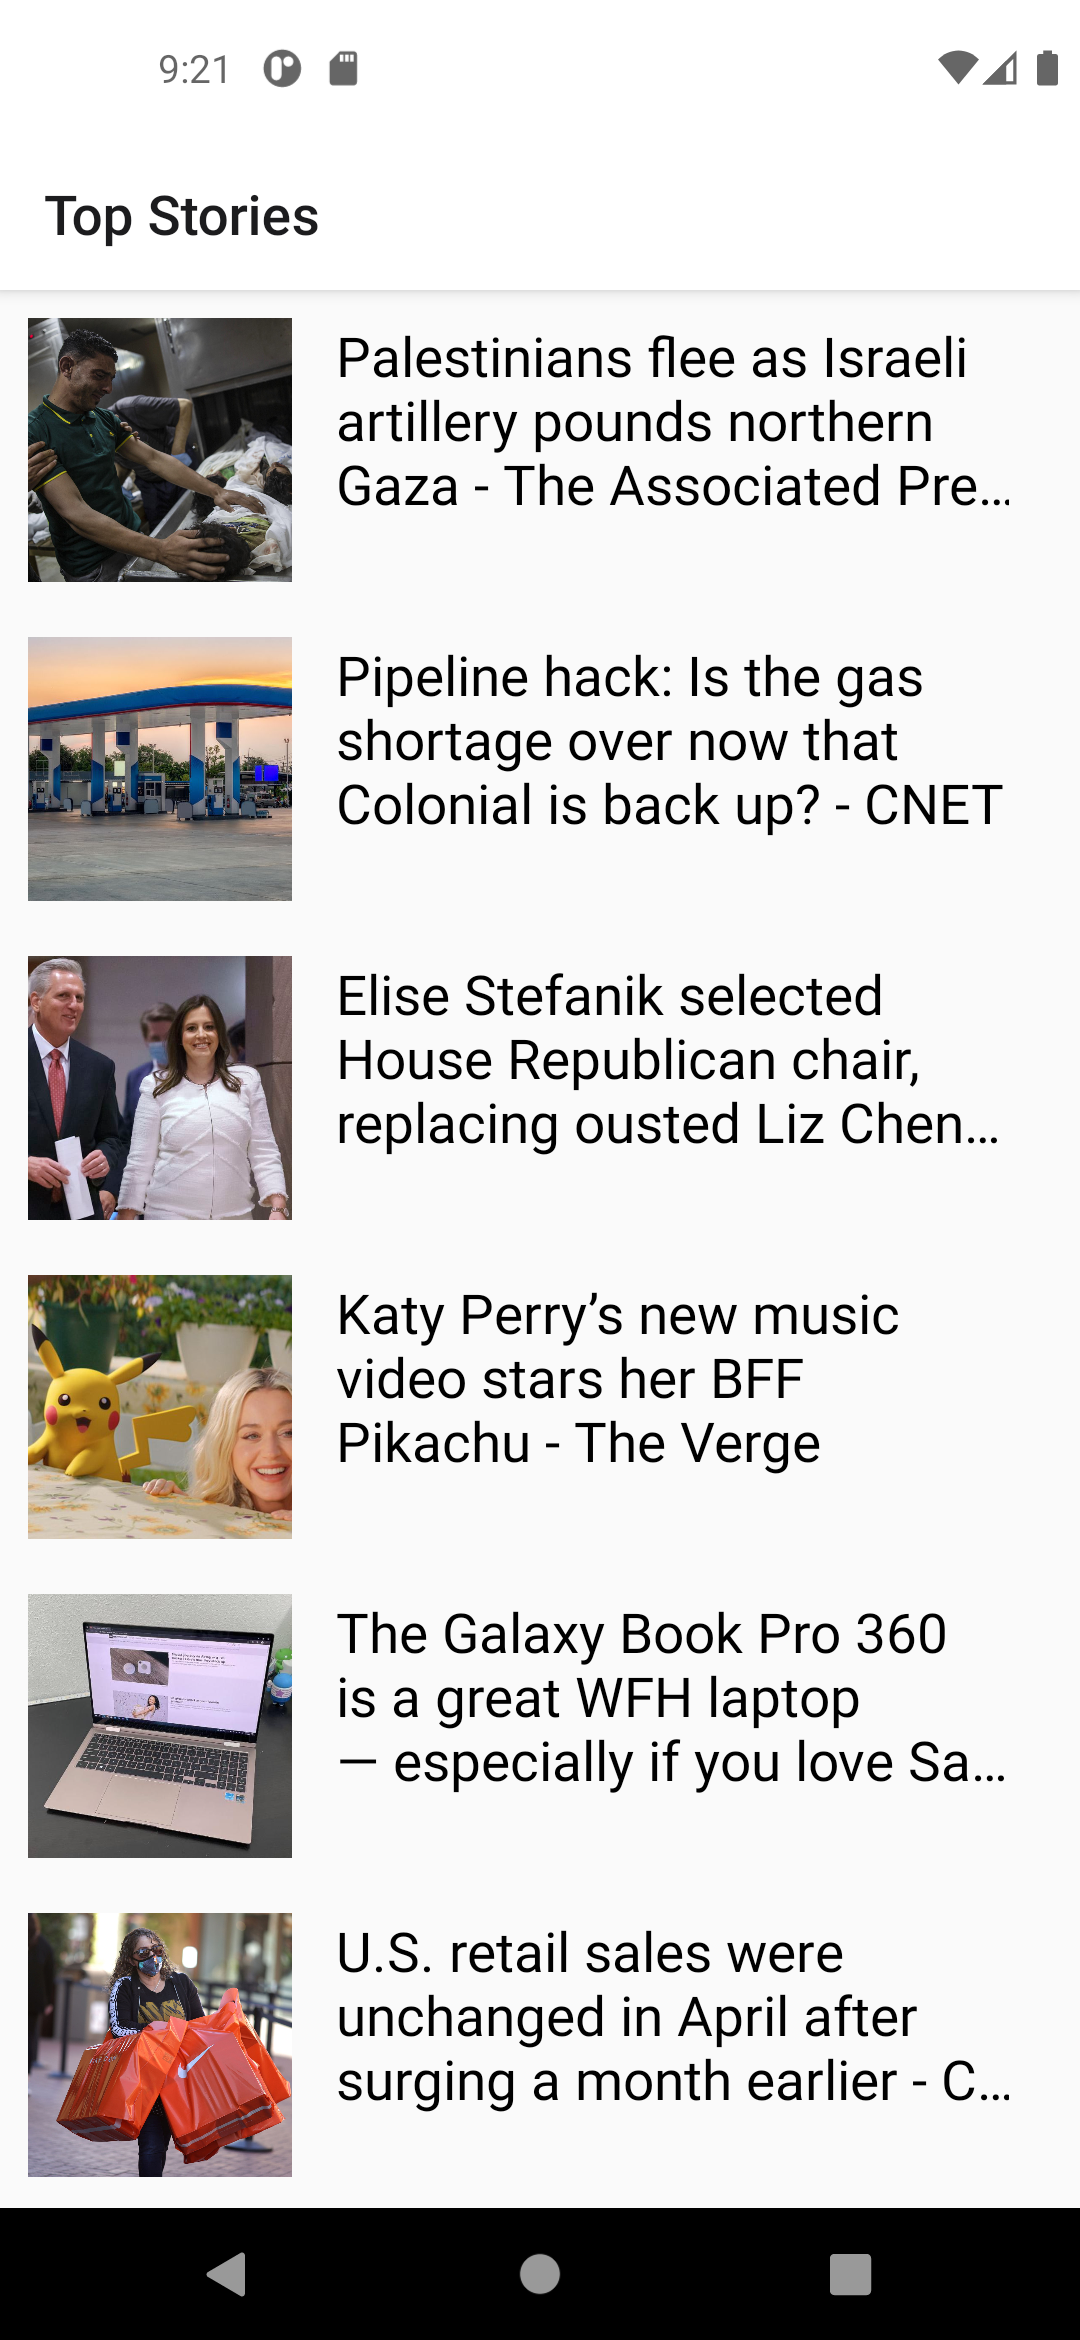 9:21
Top Stories
Palestinians flee as Israeli
artillery pounds northern
Gaza - The Associated Pre…
Pipeline hack: Is the gas
shortage over now that
Colonial is back up? - CNET
Elise Stefanik selected
House Republican chair,
replacing ousted Liz Chen…
Katy Perry’s new music
video stars her BFF
Pikachu - The Verge
The Galaxy Book Pro 360
is a great WFH laptop
— especially if you love Sa…
U.S. retail sales were
unchanged in April after
surging a month earlier - C…